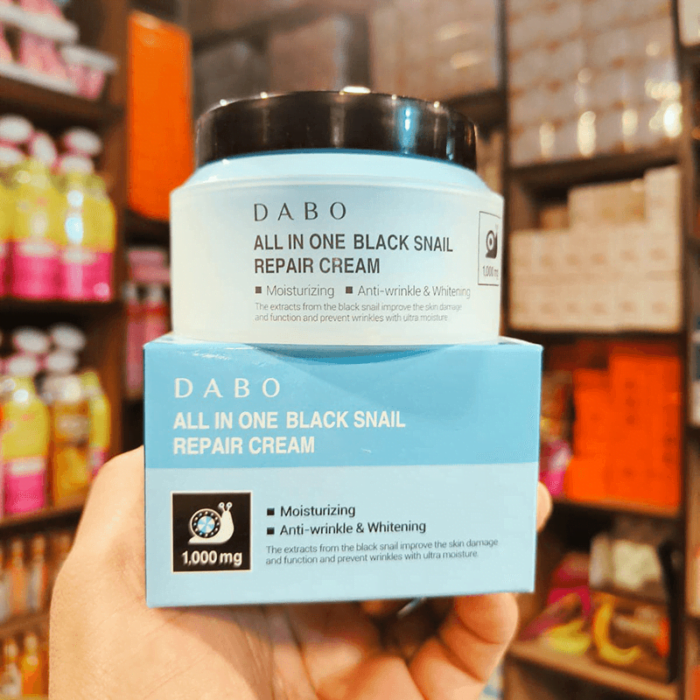 DABO
ALL IN ONE BLACK SNAIL
REPAIR CREAM
■ Moisturizing ■ Anti-wrinkle & Whitening
The extracts from the black snail improve the skin damage
and function and prevent wrinkles with ultra moisture.
1,000 mg
DABO
ALL IN ONE BLACK SNAIL
REPAIR CREAM
■ Moisturizing
■ Anti-wrinkle & Whitening
The extracts from the black snail improve the skin damage
and function and prevent wrinkles with ultra moisture.
1,000 mg